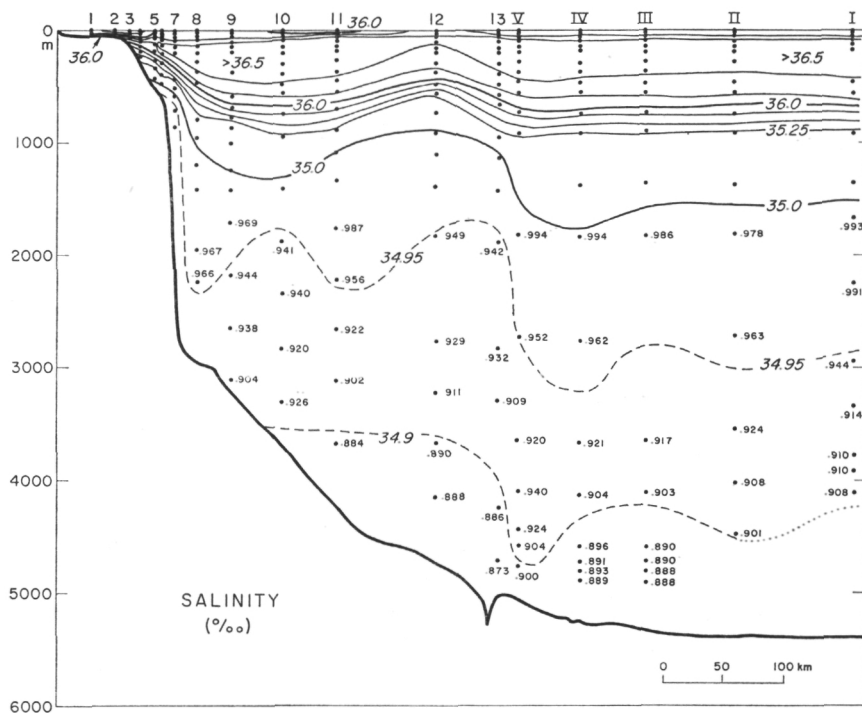 0 1 2 3 5 7 8 9 10 11 12 13 V IV III II I
m
36.0
36.0 >36.5 >36.5
36.0 36.0
35.25
1000
35.0
35.0
.969 .987 .993
2000 .967 .941 .949 .942 .994 .994 .986 .978
34.95
.966 .944 .956 .991
.940
.938 .920 .922 .929 .932 .952 .962 .963
3000 34.95 .944
.904 .926 .902 .911 .909
.914
34.9
.884 .890 .920 .921 .917 .924
.910
.910
4000 .888 .886 .940 .904 .903 .908 .908
.924 .901
.904 .896 .890
.873 .900 .891 .890
.893 .888
.889 .888
5000
SALINITY
(‰)
0 50 100 km
6000